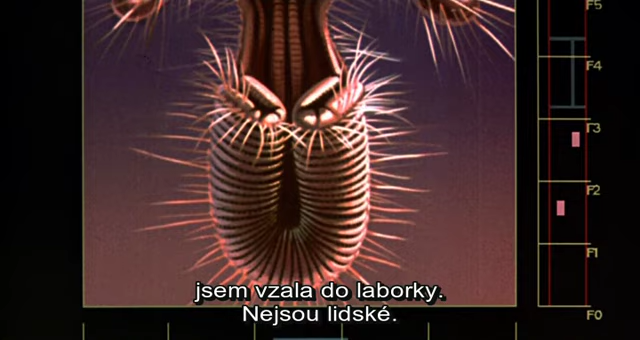 F5
F4
F3
F2
F1
F0
jsem vzala do laborky.
Nejsou lidské.